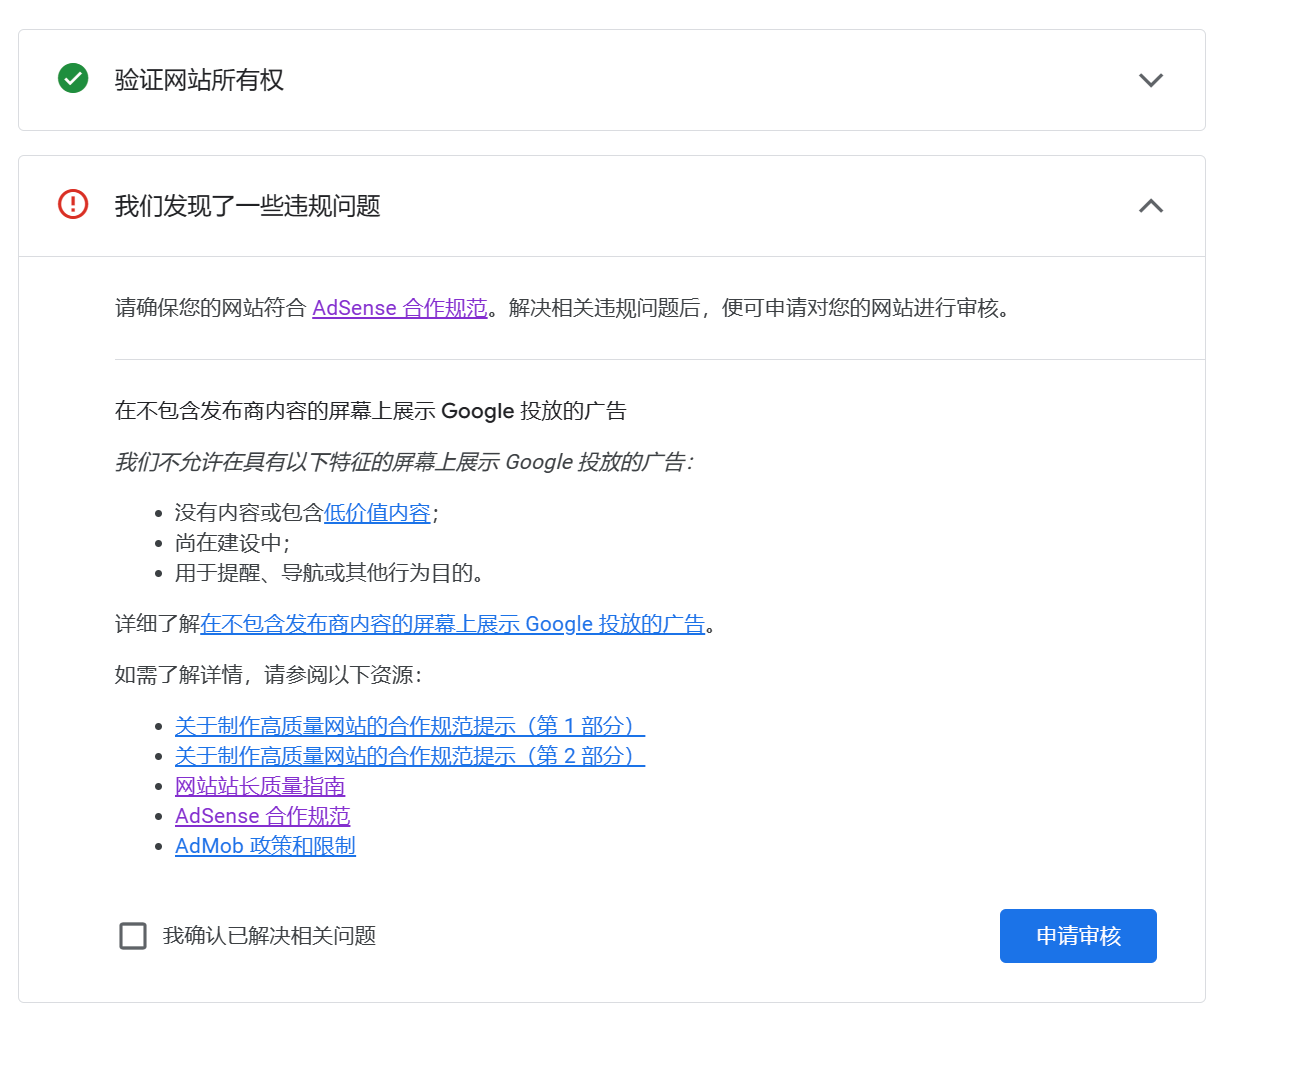 验证网站所有权
我们发现了一些违规问题
请确保您的网站符合 AdSense 合作规范。解决相关违规问题后，便可申请对您的网站进行审核。
在不包含发布商内容的屏幕上展示 Google 投放的广告
我们不允许在具有以下特征的屏幕上展示 Google 投放的广告：
• 没有内容或包含低价值内容；
• 尚在建设中；
• 用于提醒、导航或其他行为目的。
详细了解在不包含发布商内容的屏幕上展示 Google 投放的广告。
如需了解详情，请参阅以下资源：
• 关于制作高质量网站的合作规范提示（第 1 部分）
• 关于制作高质量网站的合作规范提示（第 2 部分）
• 网站站长质量指南
• AdSense 合作规范
• AdMob 政策和限制
我确认已解决相关问题
申请审核